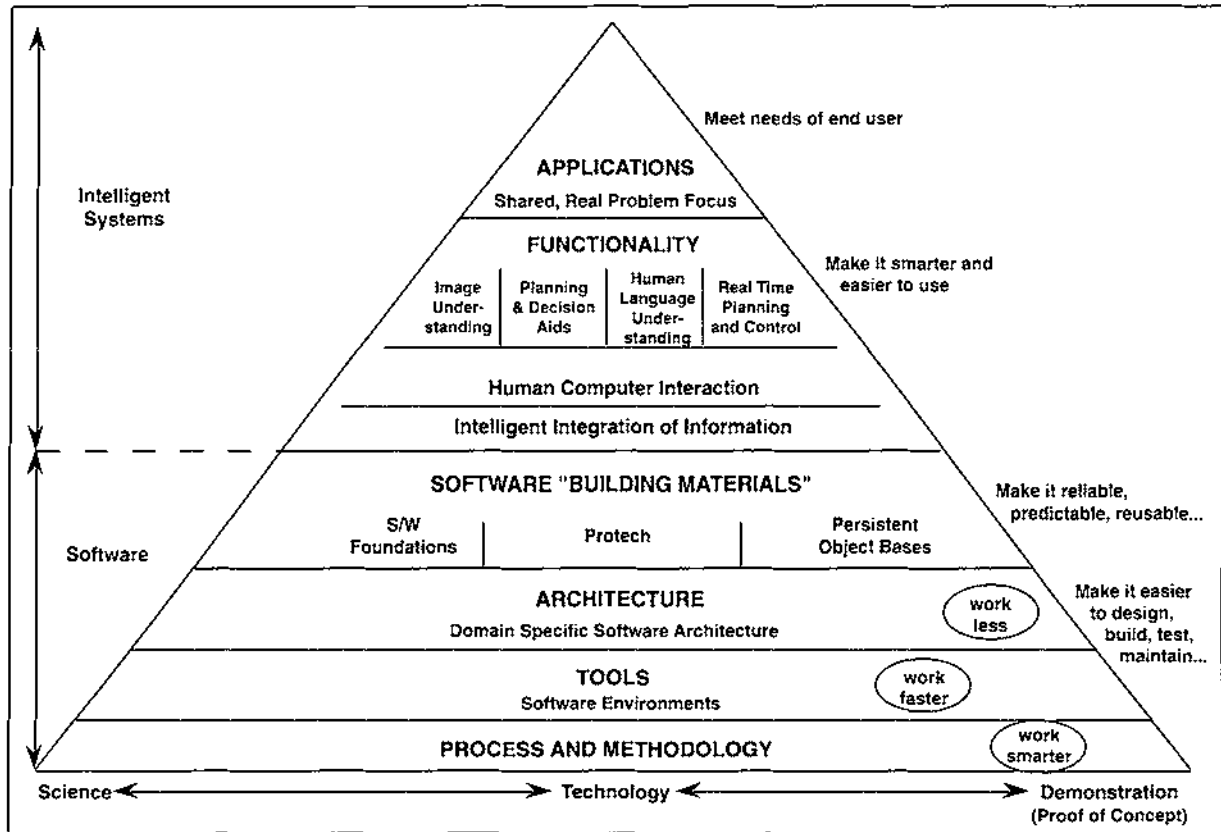 Meet needs of end user
APPLICATIONS
Shared, Real Problem Focus
Intelligent
Systems
FUNCTIONALITY
Image
Under-
standing
Planning
& Decision
Aids
Human
Language
Under-
standing
Real Time
Planning
and Control
Make it smarter and
easier to use
Human Computer Interaction
Intelligent Integration of Information
SOFTWARE "BUILDING MATERIALS"
S/W
Foundations
Protech
Persistent
Object Bases
Make it reliable,
predictable, reusable...
Software
ARCHITECTURE
Domain Specific Software Architecture
work
less
Make it easier
to design,
build, test,
maintain...
TOOLS
Software Environments
work
faster
PROCESS AND METHODOLOGY
work
smarter
Science
Technology
Demonstration
(Proof of Concept)